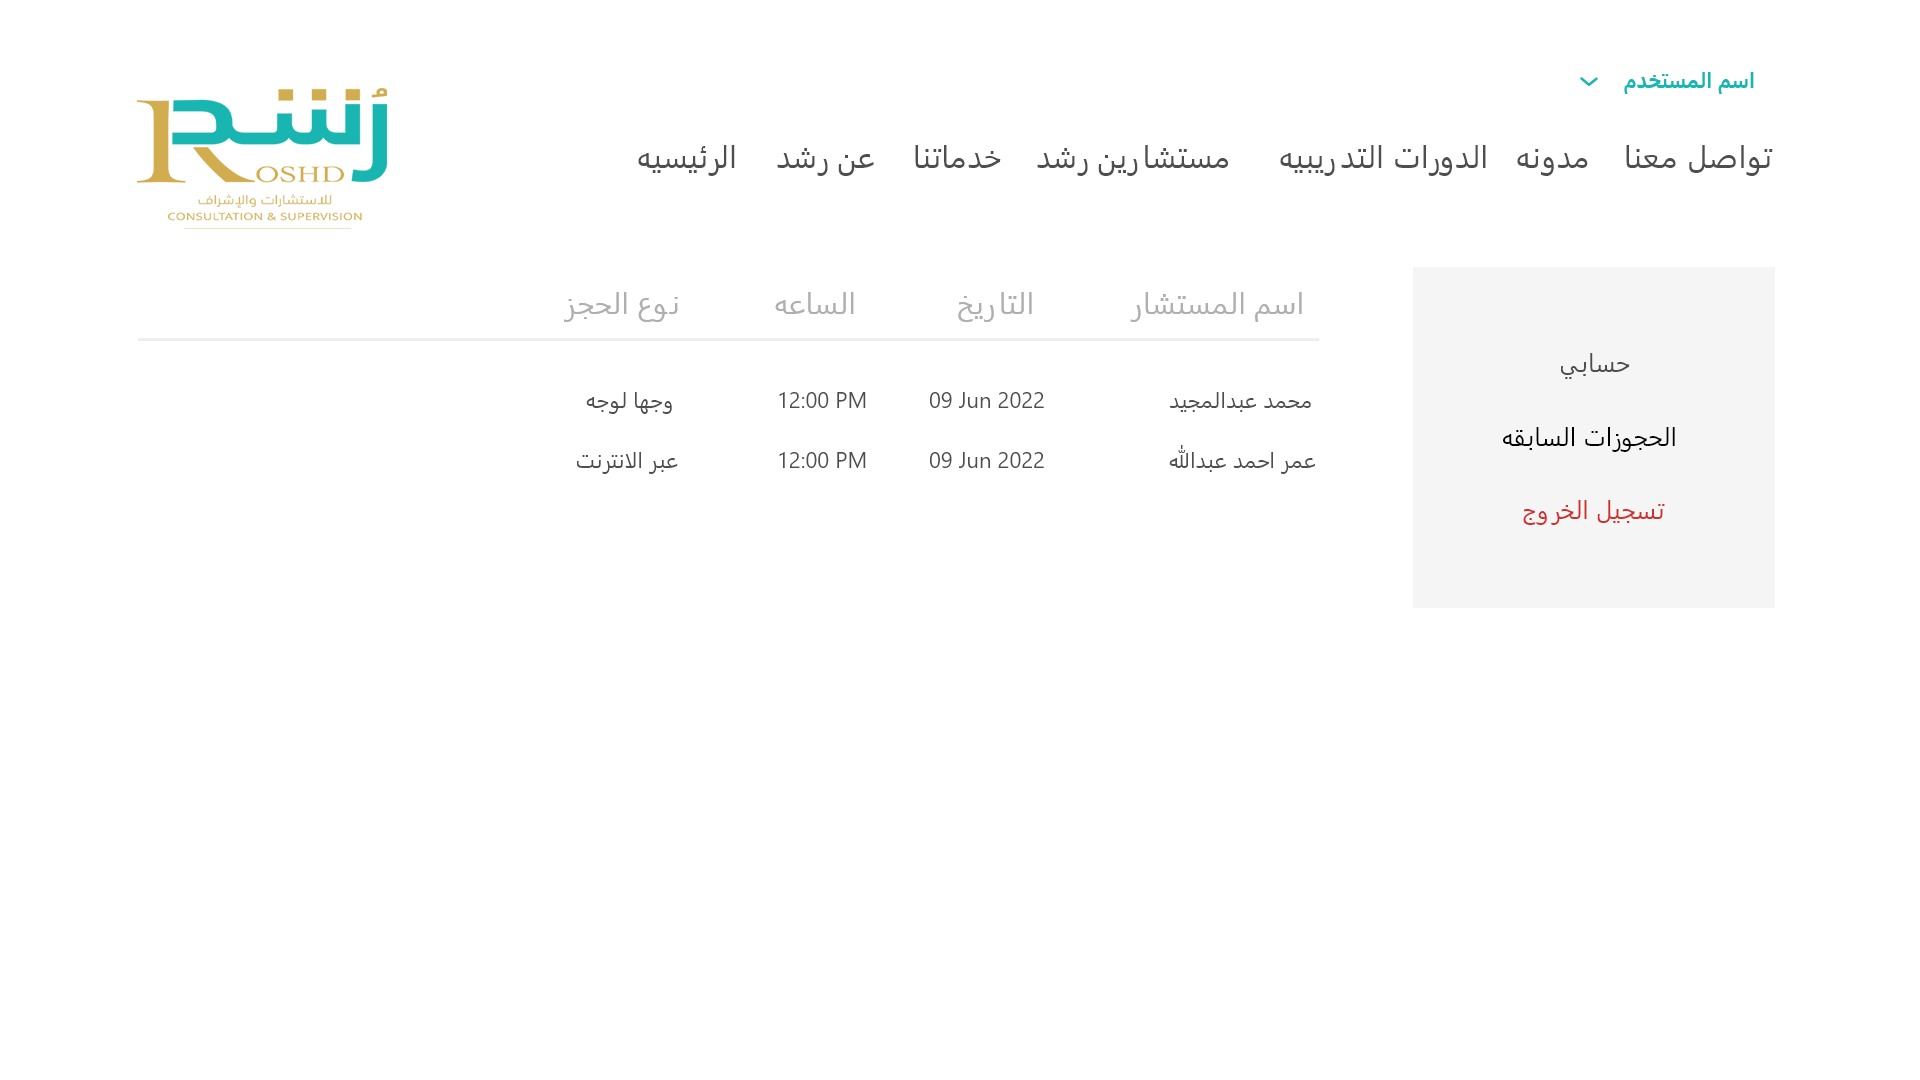 اسم المستخدم
تواصل معنا مدونه الدورات التدريبيه مستشارين رشد خدماتنا عن رشد الرئيسيه
رُشد
ROSHD
للاستشارات والإشراف
CONSULTATION & SUPERVISION
اسم المستشار التاريخ الساعه نوع الحجز
محمد عبدالمجيد 09 Jun 2022 12:00 PM وجها لوجه
عمر احمد عبدالله 09 Jun 2022 12:00 PM عبر الانترنت
حسابي
الحجوزات السابقه
تسجيل الخروج